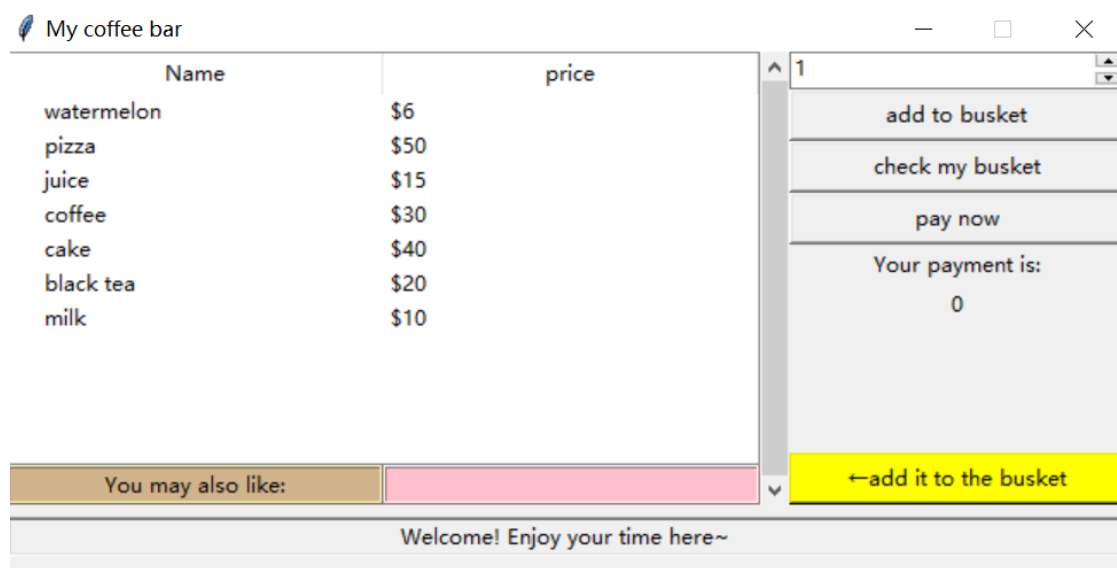 My coffee bar
Name price
watermelon $6
pizza $50
juice $15
coffee $30
cake $40
black tea $20
milk $10
You may also like:
1
add to busket
check my busket
pay now
Your payment is:
0
←add it to the busket
Welcome! Enjoy your time here~